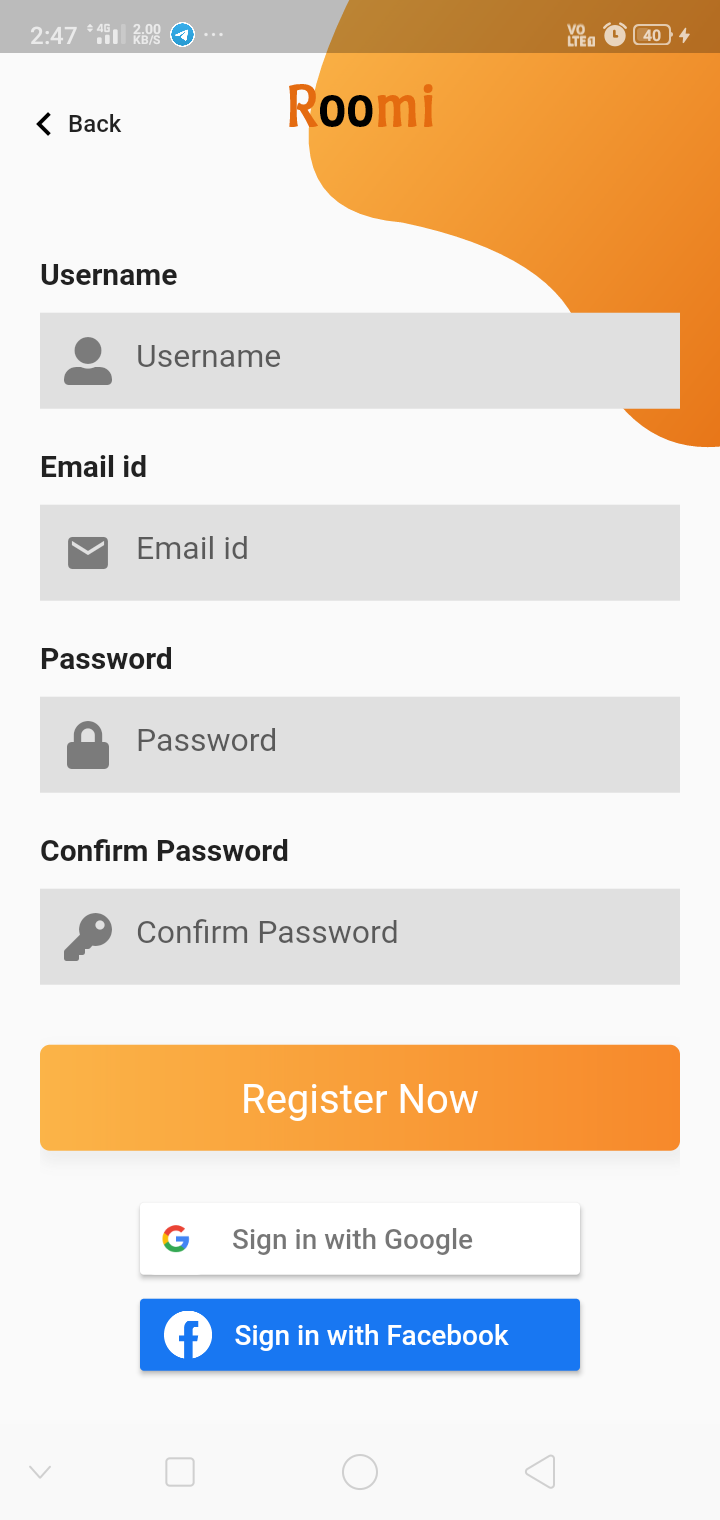 2:47 4G 2.00 KB/S ... VO LTE1 40
Back
Roomi
Username
Username
Email id
Email id
Password
Password
Confirm Password
Confirm Password
Register Now
Sign in with Google
Sign in with Facebook